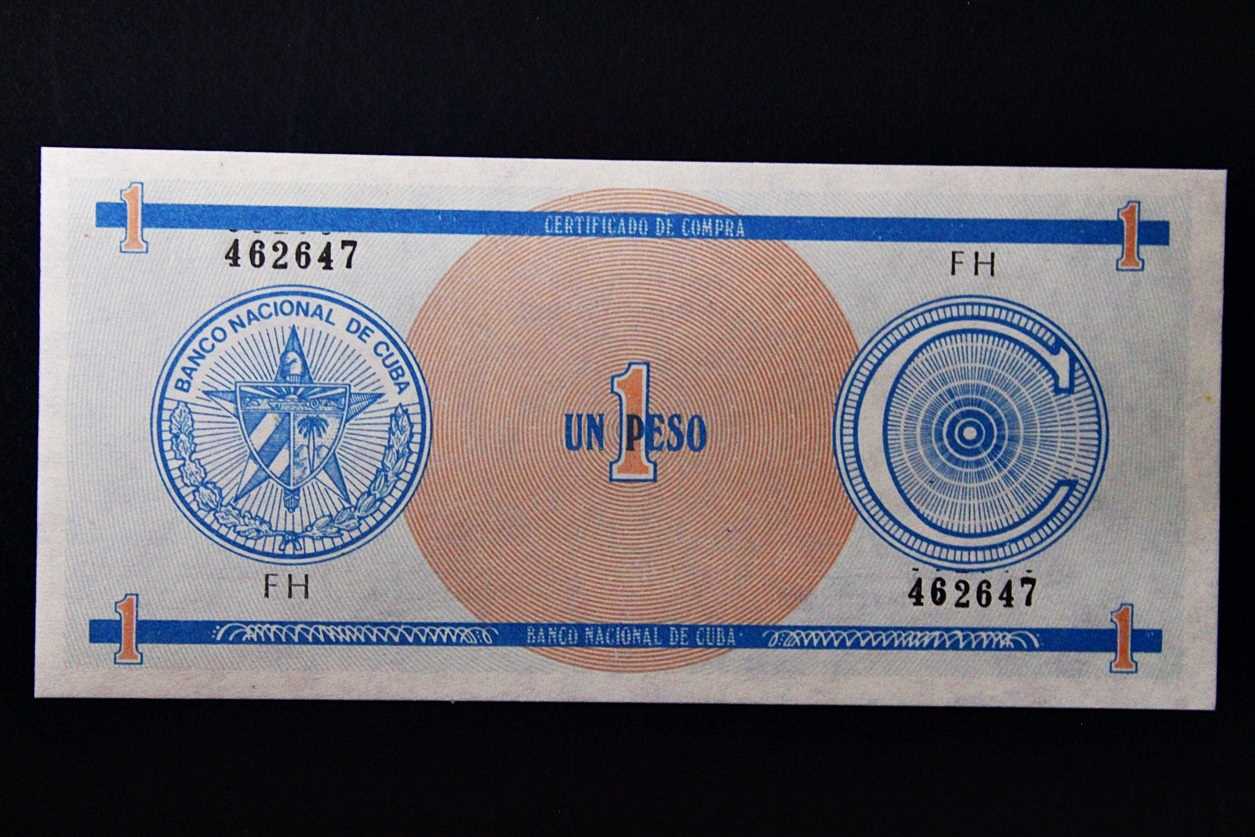 1
CERTIFICADO DE COMPRA
1
462647
FH
BANCO NACIONAL DE CUBA
C
1
UN PESO
FH
462647
1
BANCO NACIONAL DE CUBA
1